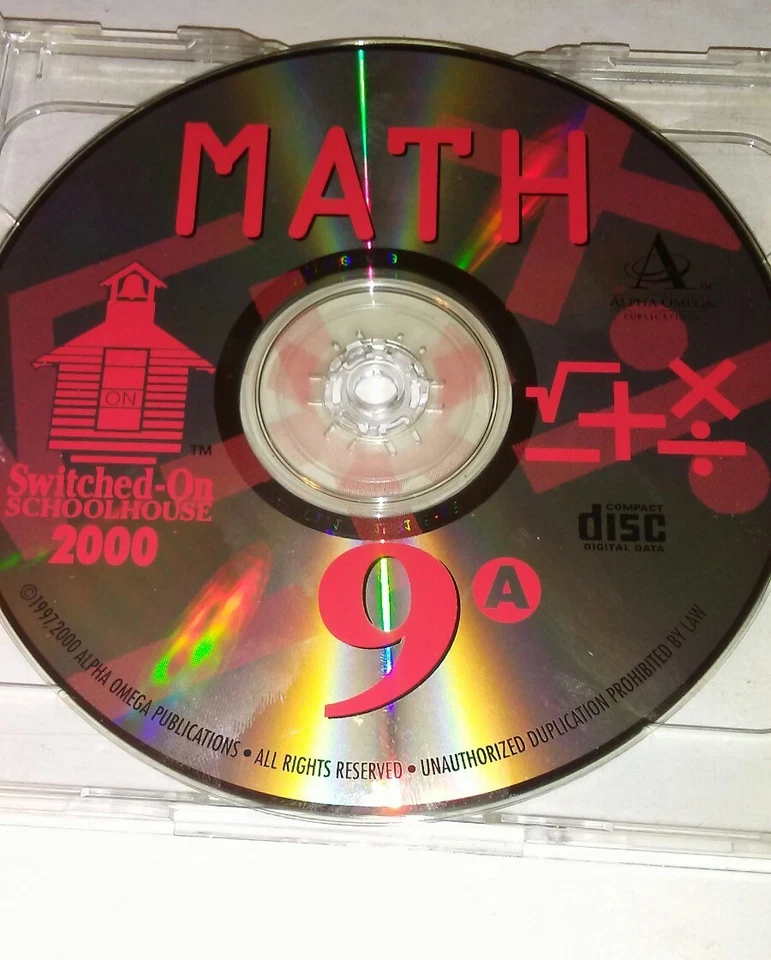 MATH
ALPHA OMEGA
PUBLICATIONS
TM
ON
TM
Switched-On
SCHOOLHOUSE
2000
√+×
−÷
COMPACT
disc
DIGITAL DATA
9 A
©1997,2000 ALPHA OMEGA PUBLICATIONS • ALL RIGHTS RESERVED • UNAUTHORIZED DUPLICATION PROHIBITED BY LAW